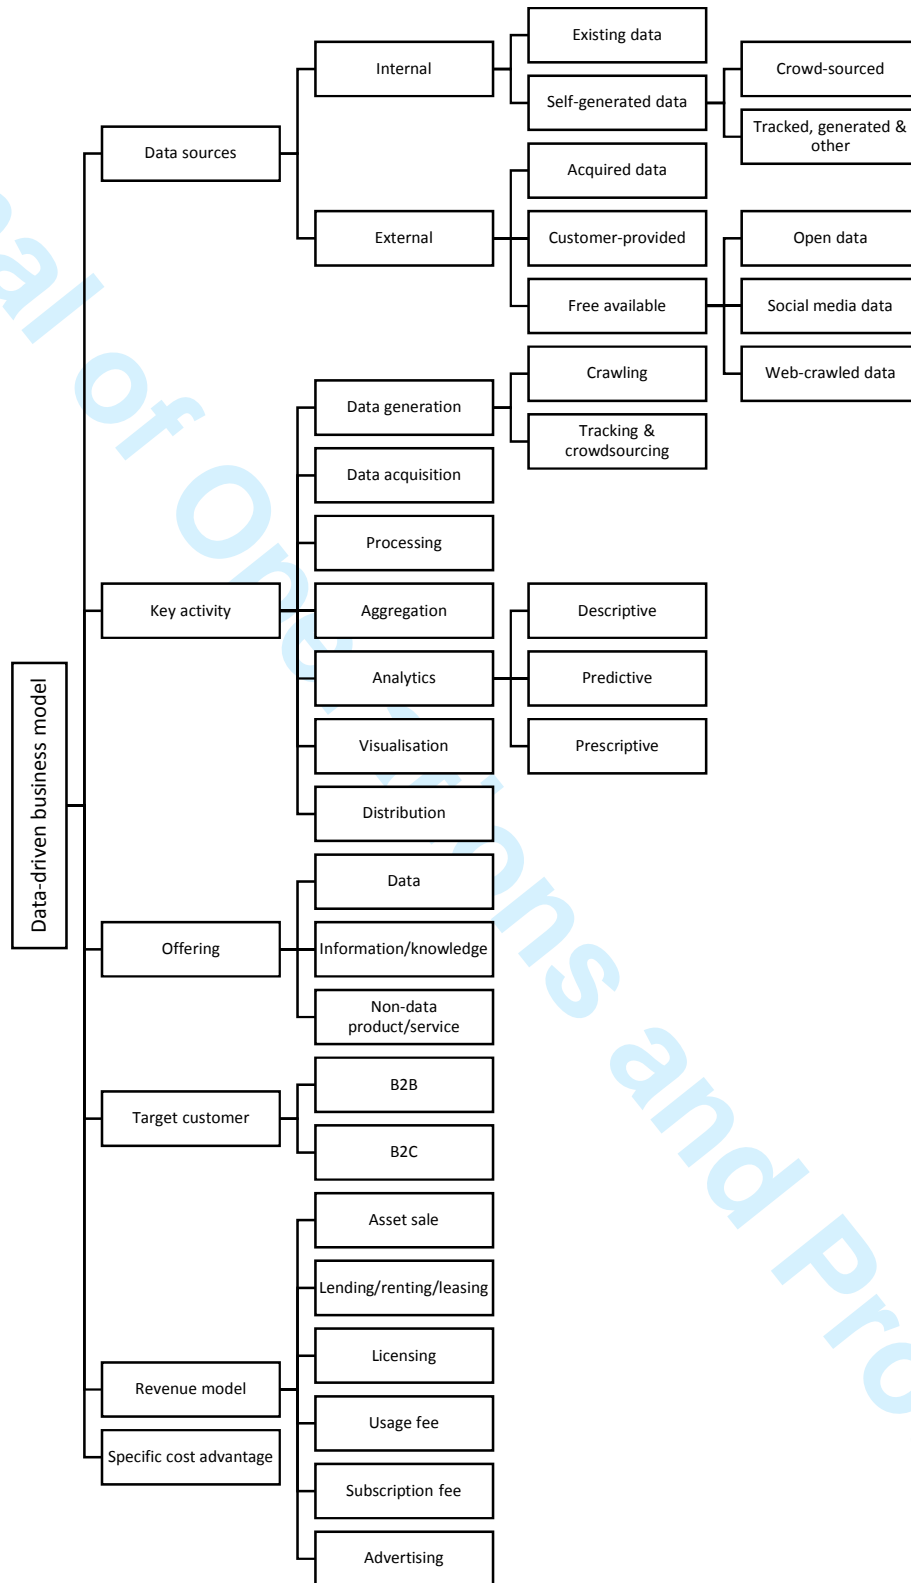 Data-driven business model
Data sources
Internal
Existing data
Self-generated data
Crowd-sourced
Tracked, generated &
other
External
Acquired data
Customer-provided
Free available
Open data
Social media data
Web-crawled data
Key activity
Data generation
Crawling
Tracking &
crowdsourcing
Data acquisition
Processing
Aggregation
Analytics
Descriptive
Predictive
Prescriptive
Visualisation
Distribution
Offering
Data
Information/knowledge
Non-data
product/service
Target customer
B2B
B2C
Revenue model
Asset sale
Lending/renting/leasing
Licensing
Usage fee
Subscription fee
Advertising
Specific cost advantage